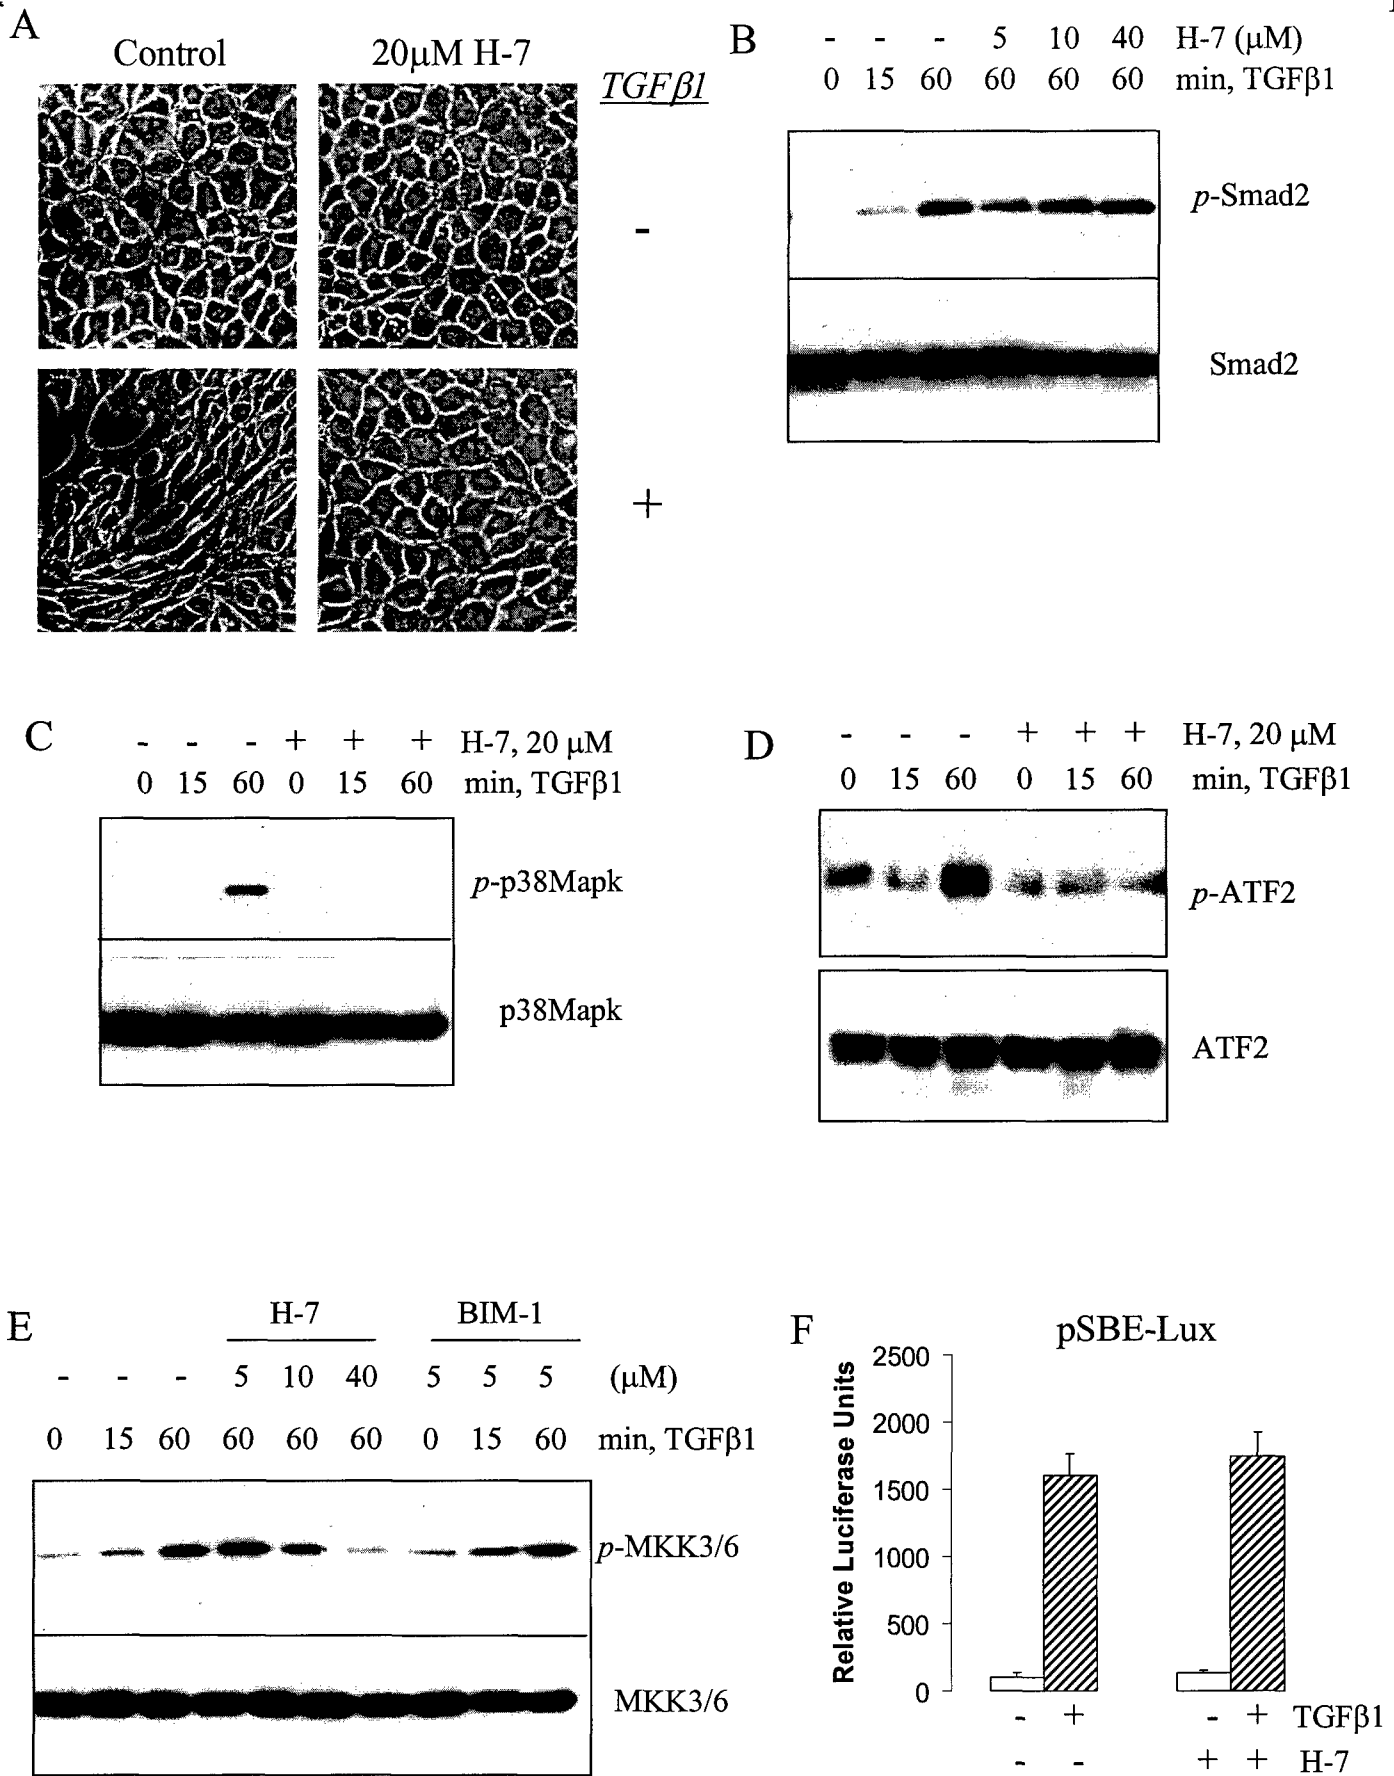 A
Control 20μM H-7
TGFβ1
-
+
B
- - - 5 10 40 H-7 (μM)
0 15 60 60 60 60 min, TGFβ1
p-Smad2
Smad2
C
- - - + + + H-7, 20 μM
0 15 60 0 15 60 min, TGFβ1
p-p38Mapk
p38Mapk
D
- - - + + + H-7, 20 μM
0 15 60 0 15 60 min, TGFβ1
p-ATF2
ATF2
E
H-7 BIM-1
- - - 5 10 40 5 5 5 (μM)
0 15 60 60 60 60 0 15 60 min, TGFβ1
p-MKK3/6
MKK3/6
F
pSBE-Lux
Relative Luciferase Units
2500
2000
1500
1000
500
0
- + - + TGFβ1
- - + + H-7